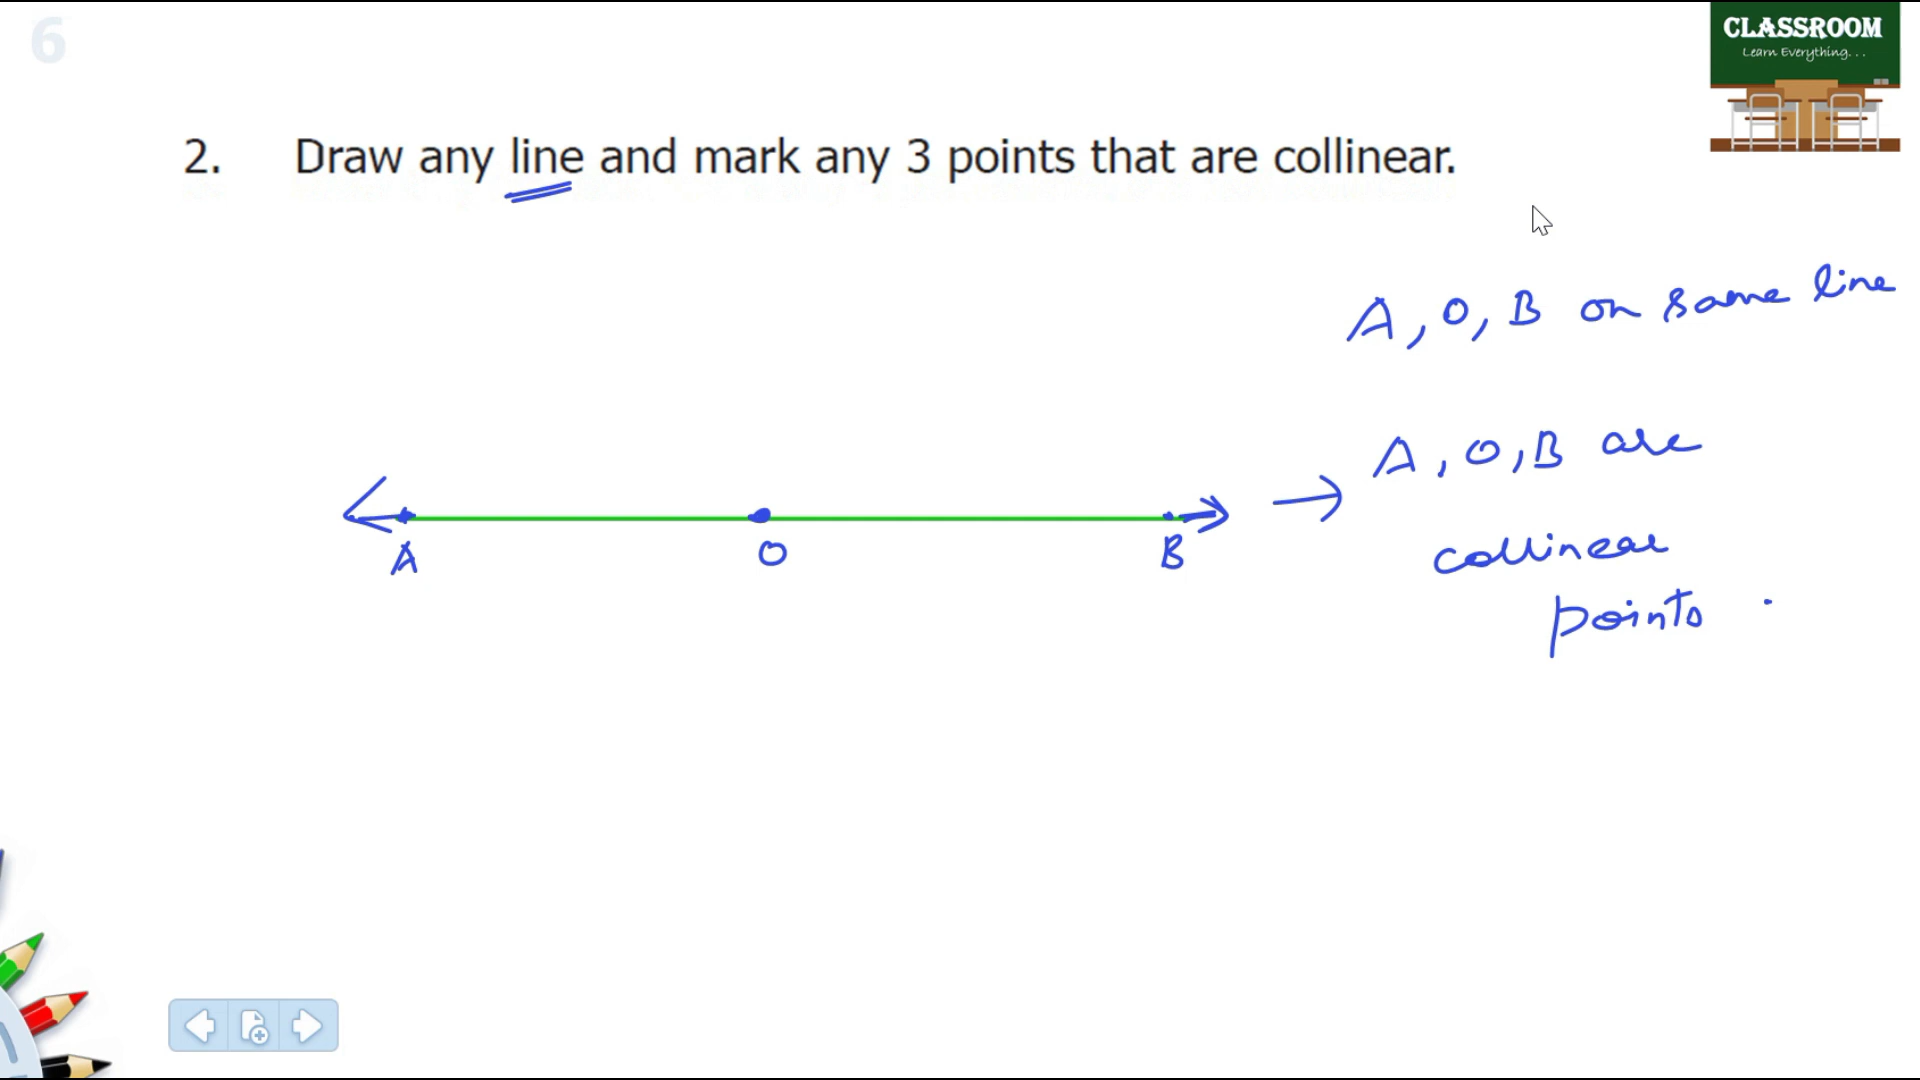 6
CLASSROOM
Learn Everything. . .
2. Draw any line and mark any 3 points that are collinear.
A, O, B on same line
A, O, B are
collinear
points .
A O B